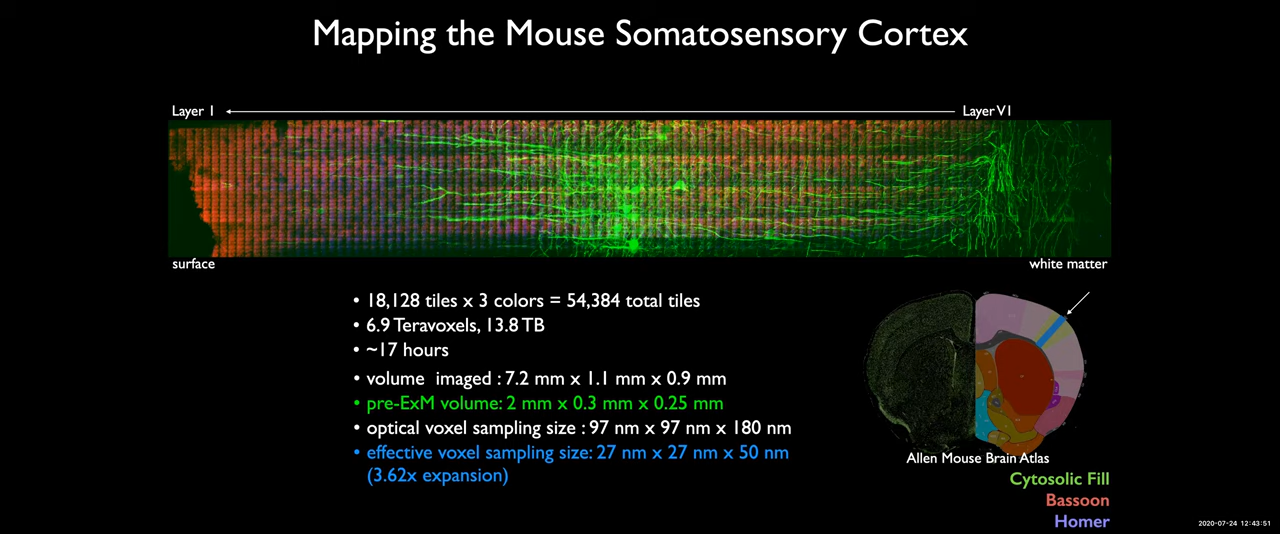 Mapping the Mouse Somatosensory Cortex
Layer 1
Layer V1
surface
white matter
• 18,128 tiles x 3 colors = 54,384 total tiles
• 6.9 Teravoxels, 13.8 TB
• ~17 hours
• volume imaged : 7.2 mm x 1.1 mm x 0.9 mm
• pre-ExM volume: 2 mm x 0.3 mm x 0.25 mm
• optical voxel sampling size : 97 nm x 97 nm x 180 nm
• effective voxel sampling size: 27 nm x 27 nm x 50 nm
(3.62x expansion)
Allen Mouse Brain Atlas
Cytosolic Fill
Bassoon
Homer
2020-07-24 12:43:51